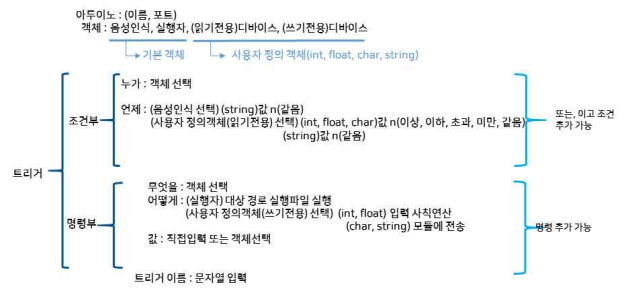 아투이노 : (이름, 포트)
객체 : 음성인식, 실행자, (읽기전용)디바이스, (쓰기전용)디바이스
기본 객체
사용자 정의 객체(int, float, char, string)
누가 : 객체 선택
언제 : (음성인식 선택) (string)값 n(같음)
(사용자 정의객체(읽기전용) 선택) (int, float, char)값 n(이상, 이하, 초과, 미만, 같음)
(string)값 n(같음)
조건부
또는, 이고 조건
추가 가능
트리거
무엇을 : 객체 선택
어떻게 : (실행자) 대상 경로 실행파일 실행
(사용자 정의객체(쓰기전용) 선택) (int, float) 입력 사칙연산
(char, string) 모듈에 전송
명령부
명령 추가 가능
값 : 직접입력 또는 객체선택
트리거 이름 : 문자열 입력